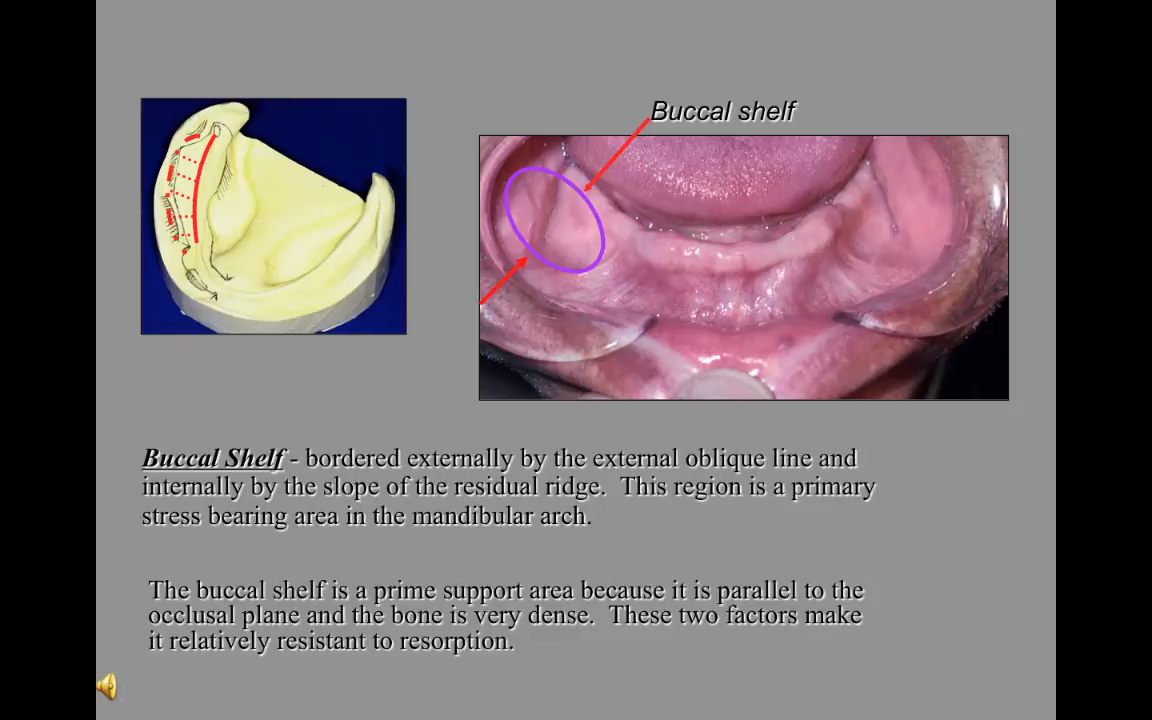 Buccal shelf
Buccal Shelf - bordered externally by the external oblique line and
internally by the slope of the residual ridge.  This region is a primary
stress bearing area in the mandibular arch.
The buccal shelf is a prime support area because it is parallel to the
occlusal plane and the bone is very dense.  These two factors make
it relatively resistant to resorption.